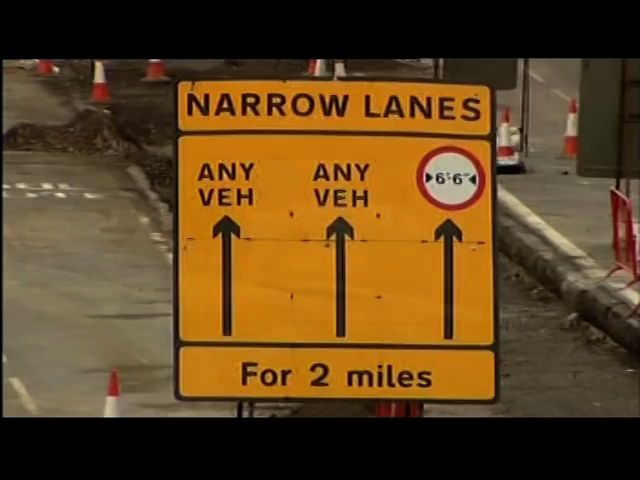 NARROW LANES
ANY VEH
ANY VEH
6'-6"
For 2 miles